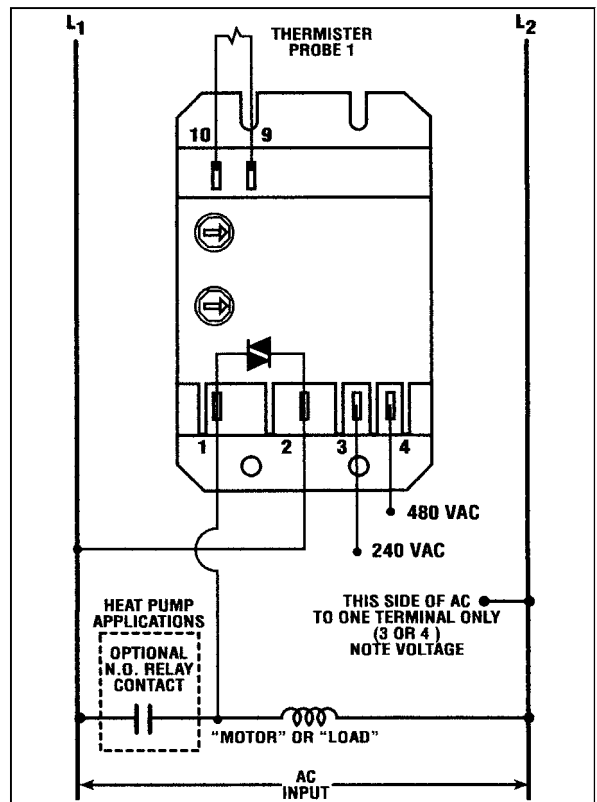 L1
L2
THERMISTER
PROBE 1
10
9
1
2
3
4
480 VAC
240 VAC
HEAT PUMP
APPLICATIONS
THIS SIDE OF AC
TO ONE TERMINAL ONLY
(3 OR 4)
NOTE VOLTAGE
OPTIONAL
N.O. RELAY
CONTACT
"MOTOR" OR "LOAD"
AC
INPUT